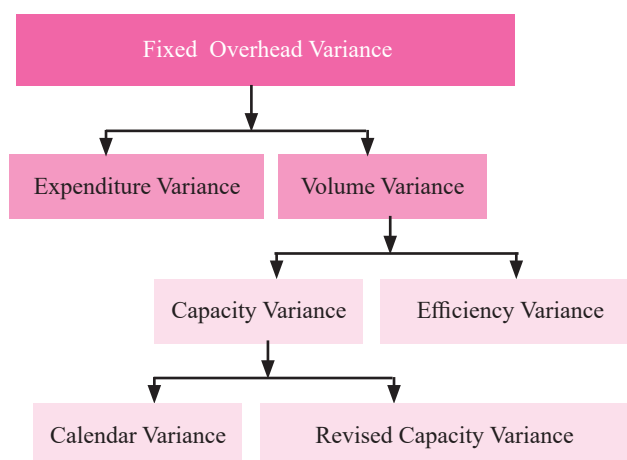 Fixed Overhead Variance
Expenditure Variance
Volume Variance
Capacity Variance
Efficiency Variance
Calendar Variance
Revised Capacity Variance